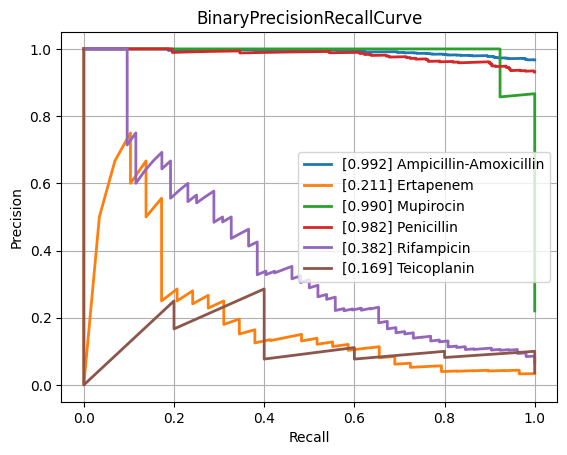 BinaryPrecisionRecallCurve
1.0
0.8
0.6
0.4
0.2
0.0
Precision
[0.992] Ampicillin-Amoxicillin
[0.211] Ertapenem
[0.990] Mupirocin
[0.982] Penicillin
[0.382] Rifampicin
[0.169] Teicoplanin
0.0 0.2 0.4 0.6 0.8 1.0
Recall